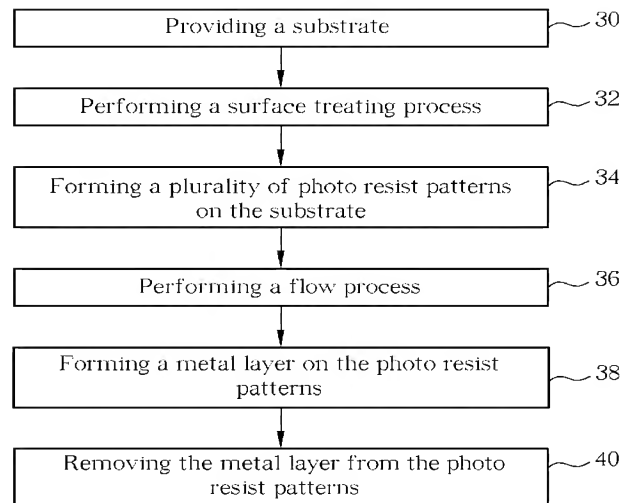 Providing a substrate
30
Performing a surface treating process
32
Forming a plurality of photo resist patterns
on the substrate
34
Performing a flow process
36
Forming a metal layer on the photo resist
patterns
38
Removing the metal layer from the photo
resist patterns
40